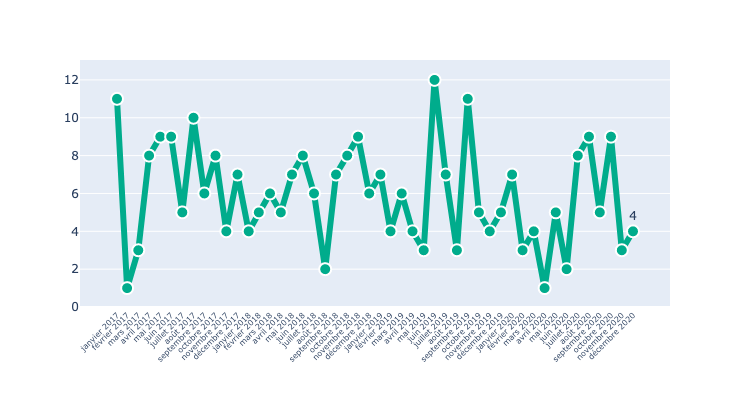 12
10
8
6
4
2
0
4
janvier 2017
février 2017
mars 2017
avril 2017
mai 2017
juin 2017
juillet 2017
août 2017
septembre 2017
octobre 2017
novembre 2017
décembre 2017
janvier 2018
février 2018
mars 2018
avril 2018
mai 2018
juin 2018
juillet 2018
août 2018
septembre 2018
octobre 2018
novembre 2018
décembre 2018
janvier 2019
février 2019
mars 2019
avril 2019
mai 2019
juin 2019
juillet 2019
août 2019
septembre 2019
octobre 2019
novembre 2019
décembre 2019
janvier 2020
février 2020
mars 2020
avril 2020
mai 2020
juin 2020
juillet 2020
août 2020
septembre 2020
octobre 2020
novembre 2020
décembre 2020